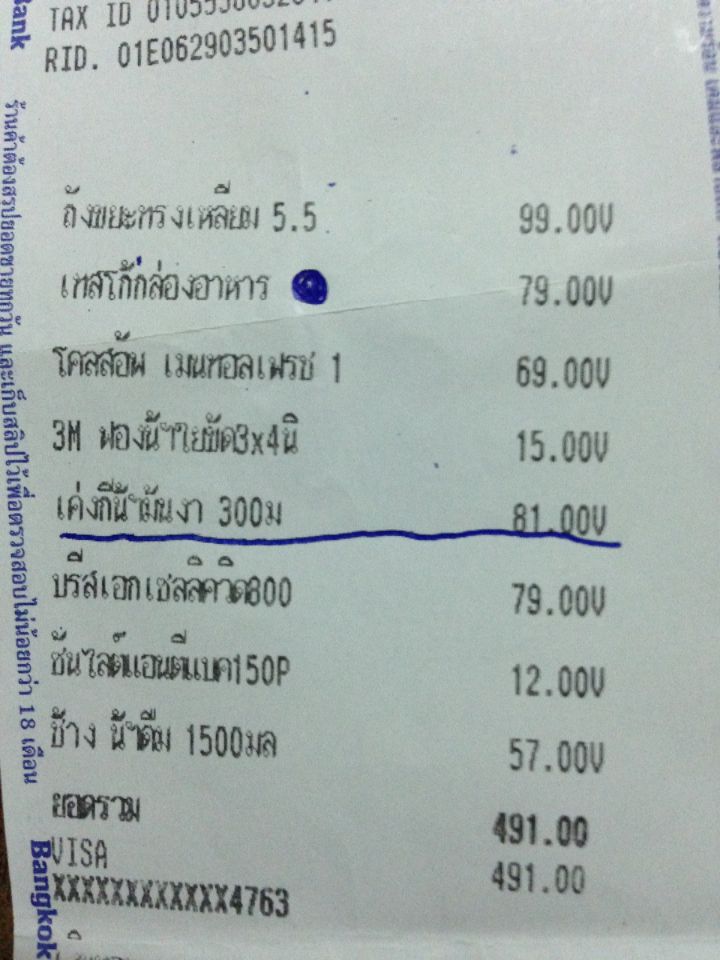 Bank
TAX ID
RID. 01E062903501415
ถังขยะทรงเหลี่ยม 5.5 99.00V
เทสโก้กล่องอาหาร 79.00V
โคลสอัพ เมนทอลเฟรช 1 69.00V
3M ฟองน้ำใยขัด3x4นิ 15.00V
เค่งกี่น้ำมันงา 300ม 81.00V
บรีสเอกเซลลิควิด800 79.00V
ซันไลต์แอนตี้แบค150P 12.00V
ช้าง น้ำดื่ม 1500มล 57.00V
ยอดรวม 491.00
VISA 491.00
XXXXXXXXXXXX4763
ร้านค้าต้องสรุปยอดขายทุกวัน และเก็บสลิปไว้เพื่อตรวจสอบไม่น้อยกว่า 18 เดือน
Bangkok